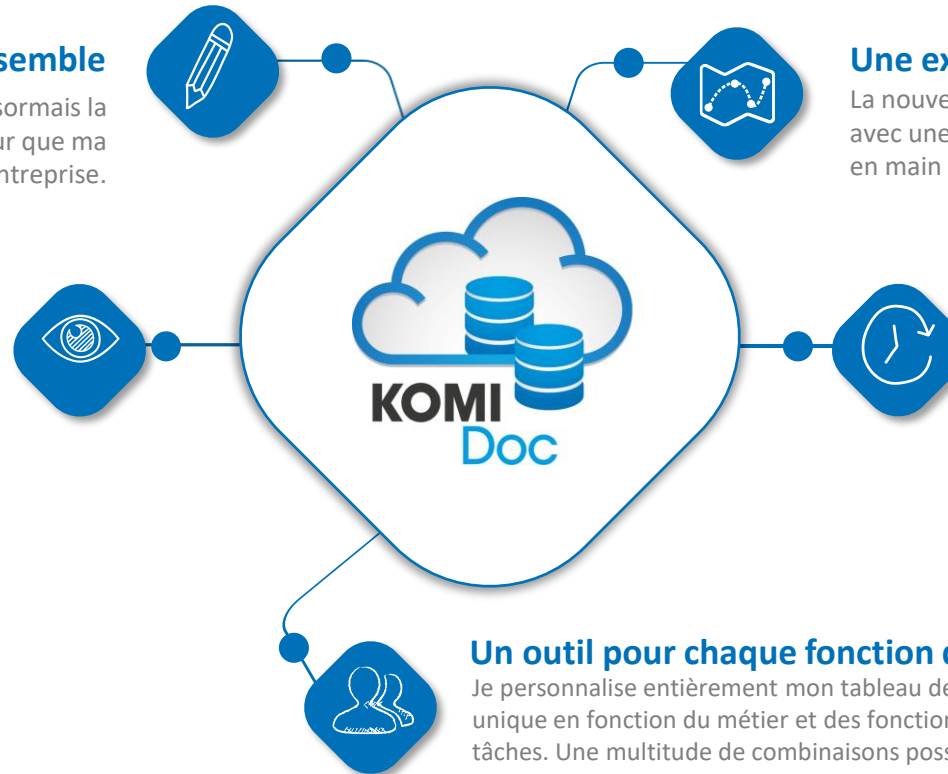 semble
sormais la
ur que ma
ntreprise.
Une ex
La nouve
avec une
en main
KOMI
Doc
Un outil pour chaque fonction
Je personnalise entièrement mon tableau de
unique en fonction du métier et des fonction
tâches. Une multitude de combinaisons poss